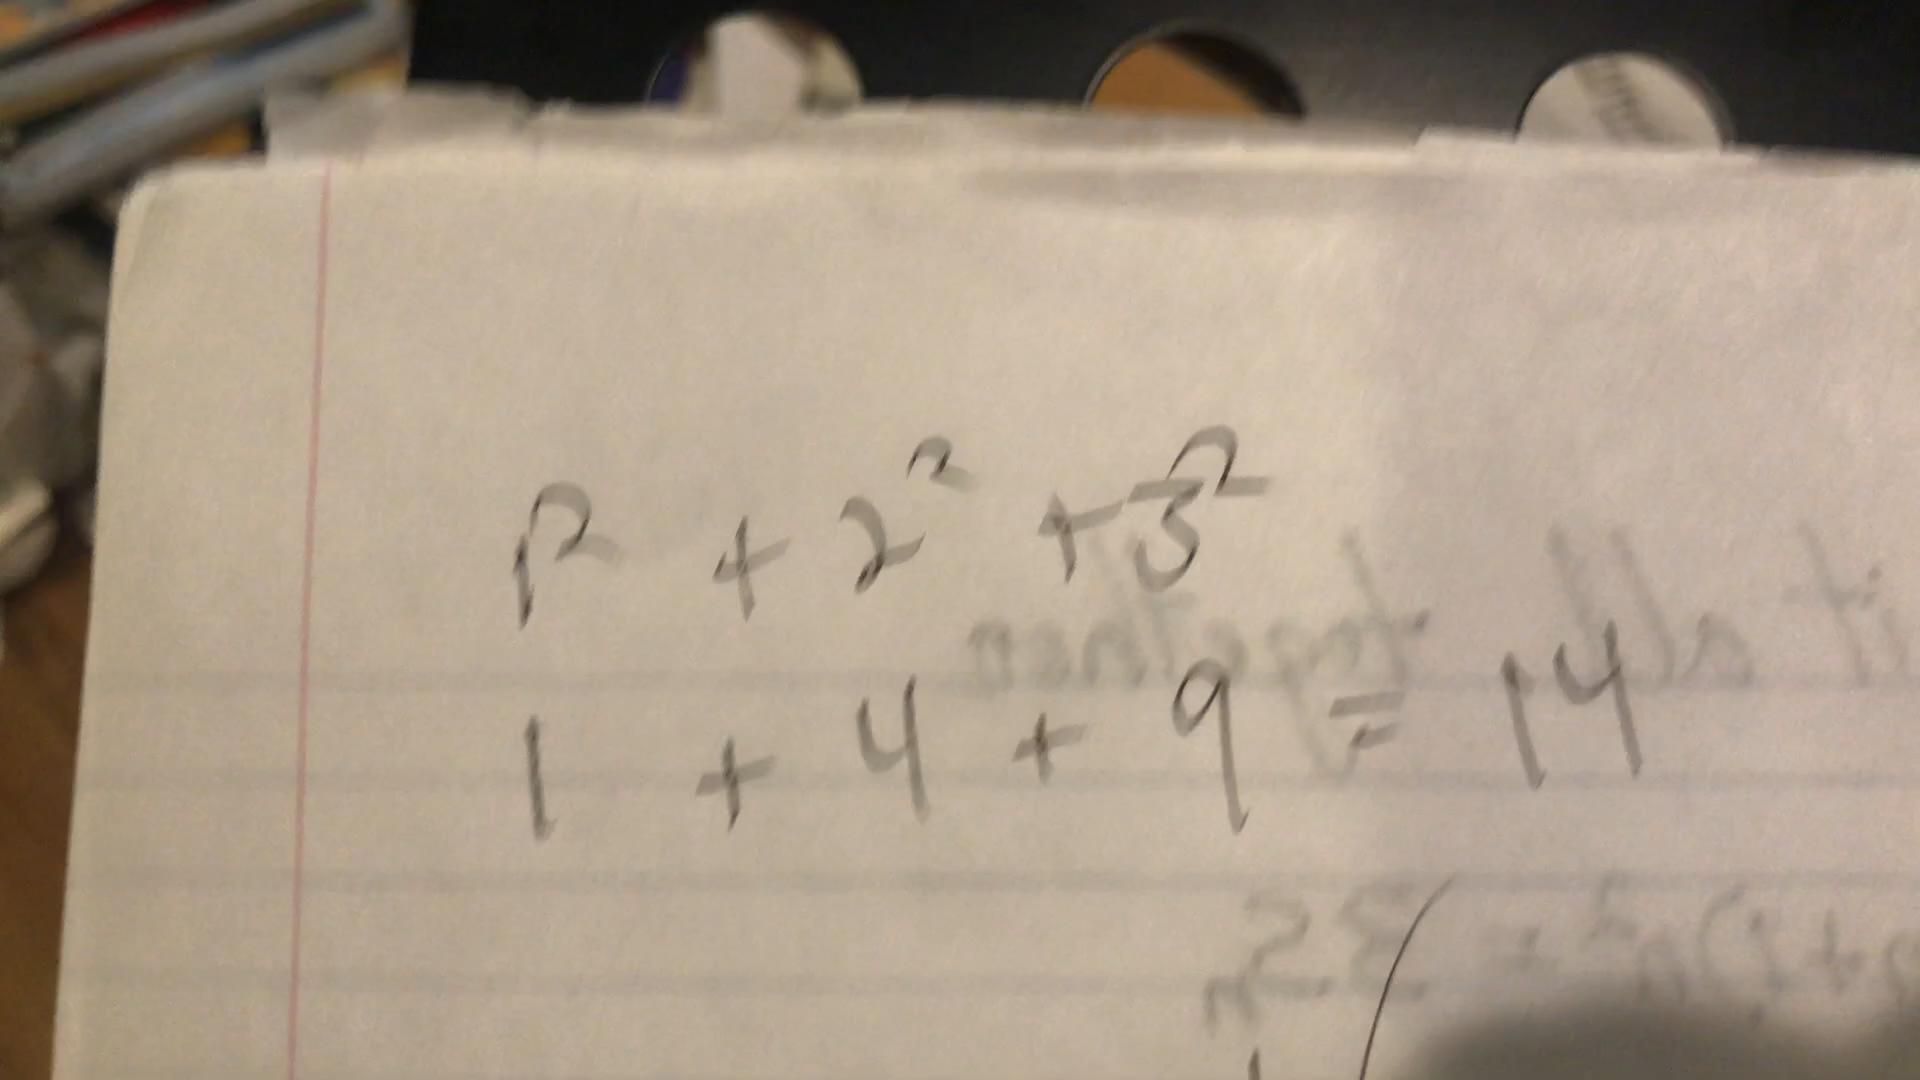 1² + 2² + 3²
1 + 4 + 9 = 14